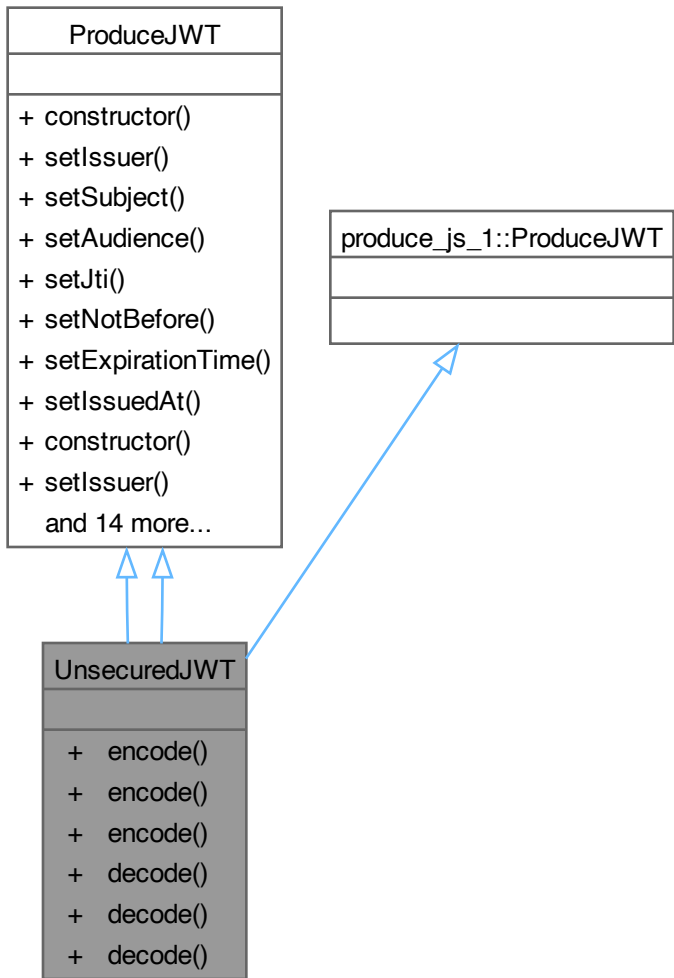 ProduceJWT
+ constructor()
+ setIssuer()
+ setSubject()
+ setAudience()
+ setJti()
+ setNotBefore()
+ setExpirationTime()
+ setIssuedAt()
+ constructor()
+ setIssuer()
and 14 more...
produce_js_1::ProduceJWT
UnsecuredJWT
+ encode()
+ encode()
+ encode()
+ decode()
+ decode()
+ decode()